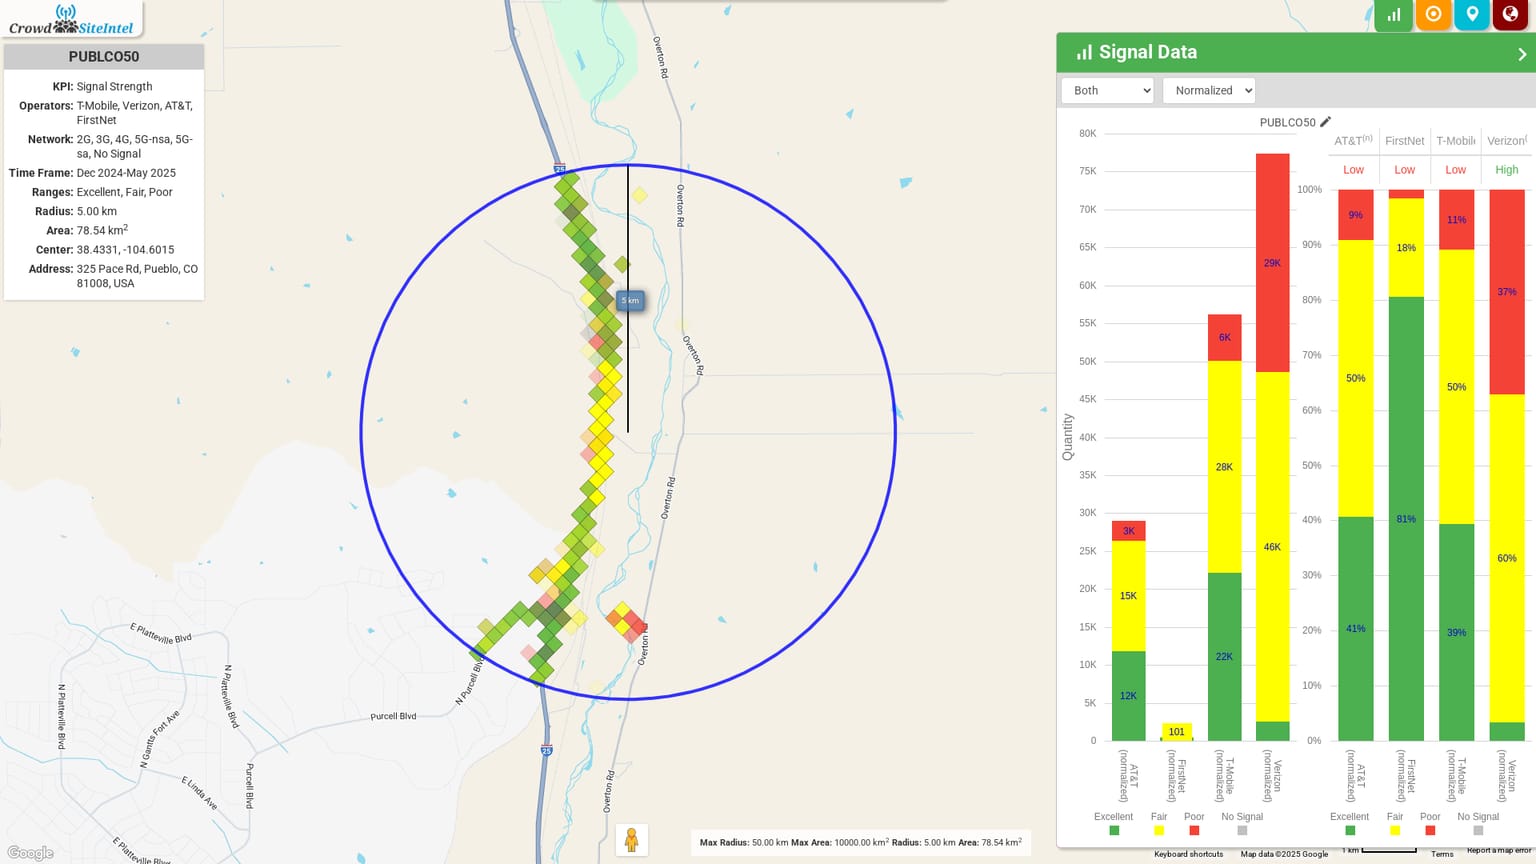 Crowd SiteIntel
PUBLCO50
KPI: Signal Strength
Operators: T-Mobile, Verizon, AT&T,
FirstNet
Network: 2G, 3G, 4G, 5G-nsa, 5G-
sa, No Signal
Time Frame: Dec 2024-May 2025
Ranges: Excellent, Fair, Poor
Radius: 5.00 km
Area: 78.54 km²
Center: 38.4331, -104.6015
Address: 325 Pace Rd, Pueblo, CO
81008, USA
Overton Rd
25
Overton Rd
5 km
Overton Rd
Overton Rd
E Platteville Blvd
N Platteville Blvd
N Platteville Blvd
N Gantts Fort Ave
E Linda Ave
Purcell Blvd
Purcell Blvd
N Purcell Blvd
E Platteville Blvd
25
Overton Rd
Google
Max Radius: 50.00 km Max Area: 10000.00 km² Radius: 5.00 km Area: 78.54 km²
Signal Data
Both
Normalized
PUBLCO50
80K
75K
70K
65K
60K
55K
50K
45K
40K
35K
30K
25K
20K
15K
10K
5K
0
Quantity
3K
15K
12K
101
6K
28K
22K
29K
46K
AT&T (normalized)
FirstNet (normalized)
T-Mobile (normalized)
Verizon (normalized)
Excellent
Fair
Poor
No Signal
AT&T(n)
FirstNet
T-Mobile
Verizon(
Low
Low
Low
High
100%
90%
80%
70%
60%
50%
40%
30%
20%
10%
0%
9%
50%
41%
18%
81%
11%
50%
39%
37%
60%
AT&T (normalized)
FirstNet (normalized)
T-Mobile (normalized)
Verizon (normalized)
Excellent
Fair
Poor
No Signal
Keyboard shortcuts
Map data ©2025 Google
1 km
Terms
Report a map error